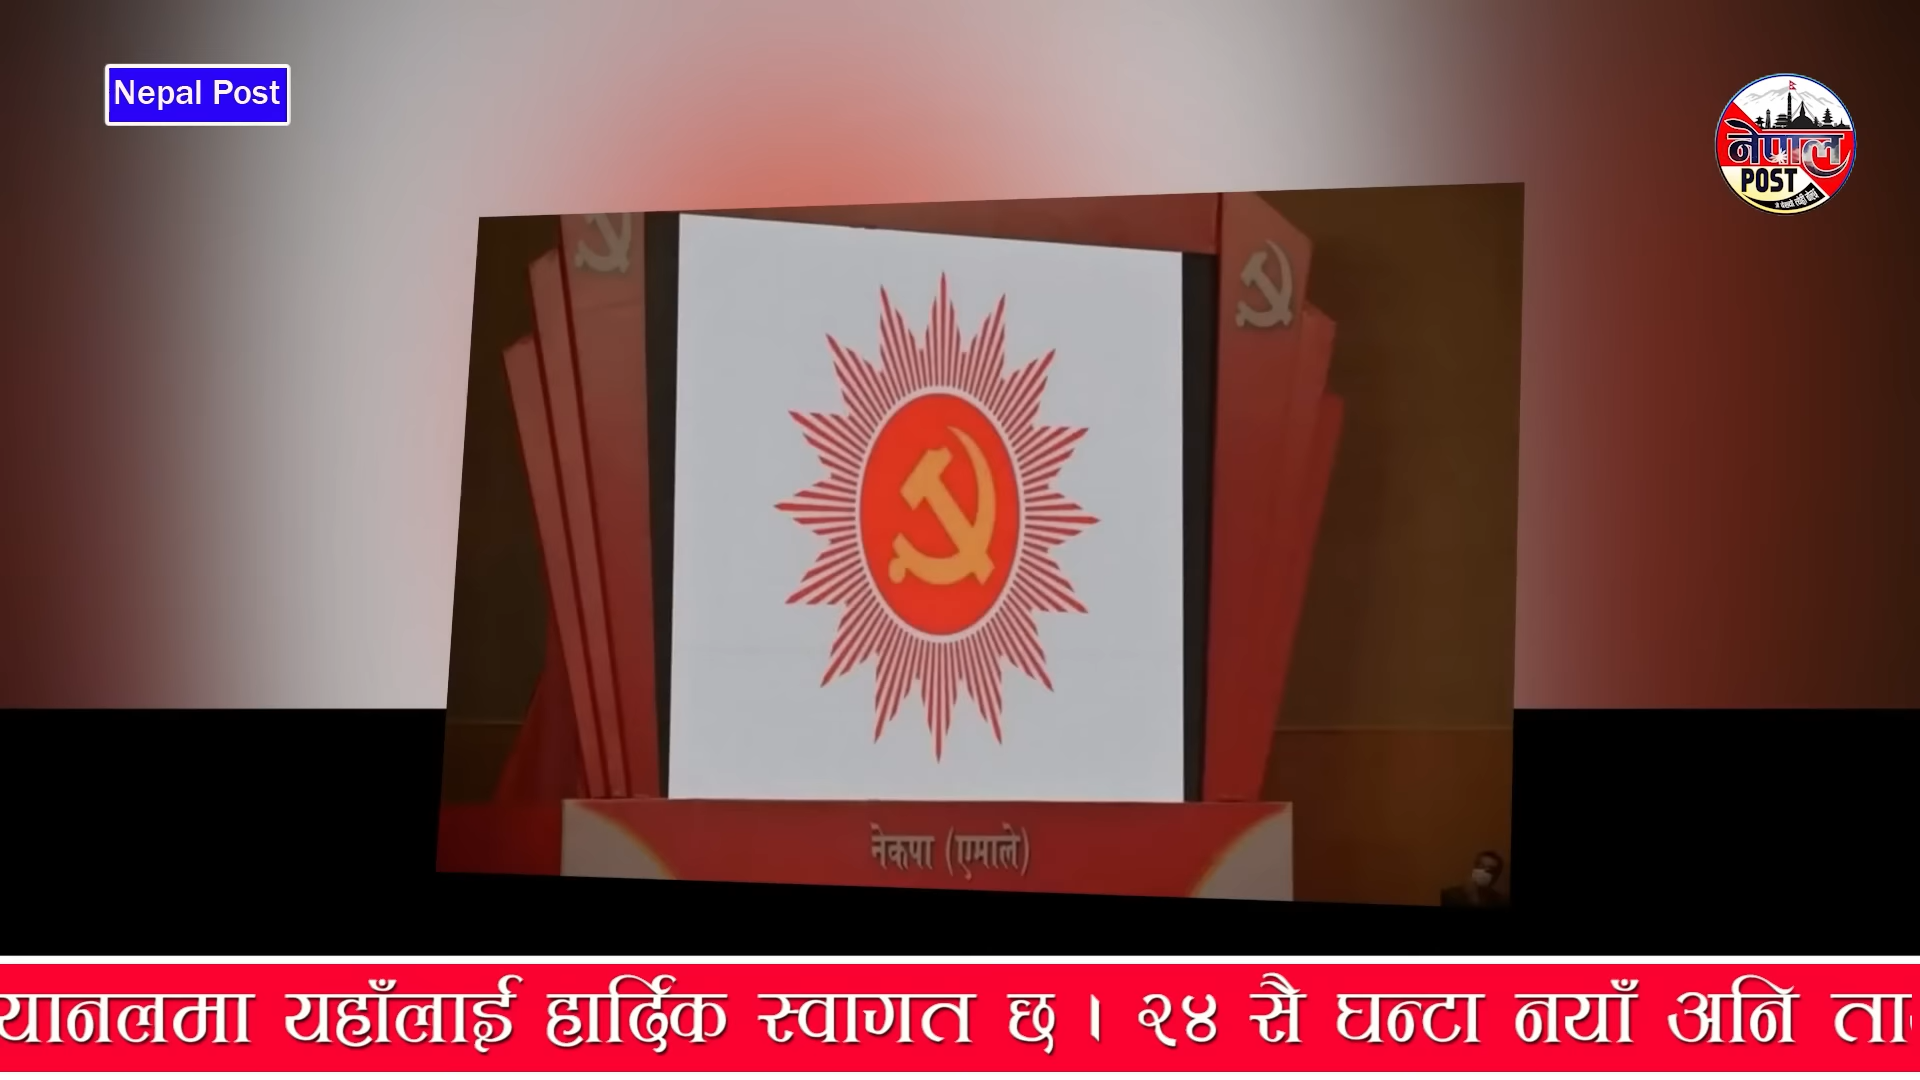 Nepal Post
नेपाल
POST
नेकपा (एमाले)
यानलमा यहाँलाई हार्दिक स्वागत छ । २४ सै घन्टा नयाँ अनि ता